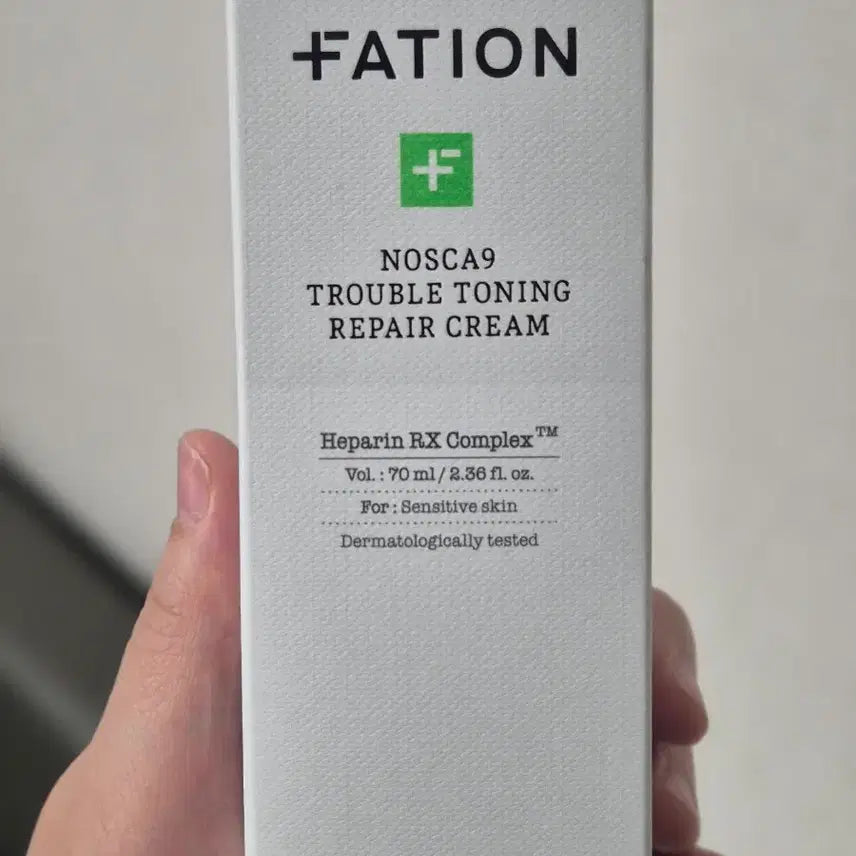 FATION
NOSCA9
TROUBLE TONING
REPAIR CREAM
Heparin RX Complex™
Vol. : 70 ml / 2.36 fl. oz.
For : Sensitive skin
Dermatologically tested